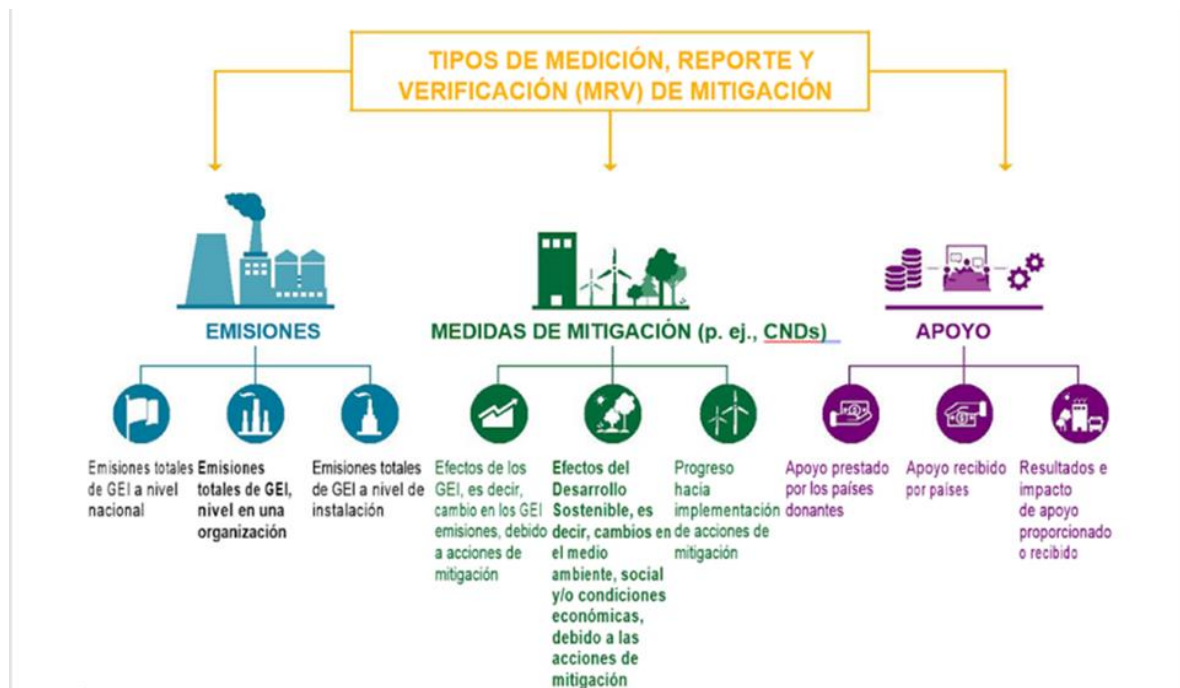 TIPOS DE MEDICIÓN, REPORTE Y
VERIFICACIÓN (MRV) DE MITIGACIÓN
EMISIONES
Emisiones totales
de GEI a nivel
nacional
Emisiones
totales de GEI,
nivel en una
organización
Emisiones totales
de GEI a nivel de
instalación
MEDIDAS DE MITIGACIÓN (p. ej., CNDs)
Efectos de los
GEI, es decir,
cambio en los GEI
emisiones, debido
a acciones de
mitigación
Efectos del
Desarrollo
Sostenible, es
decir, cambios en
el medio
ambiente, social
y/o condiciones
económicas,
debido a las
acciones de
mitigación
Progreso
hacia
implementación
de acciones de
mitigación
APOYO
Apoyo prestado
por los países
donantes
Apoyo recibido
por países
Resultados e
impacto
de apoyo
proporcionado
o recibido